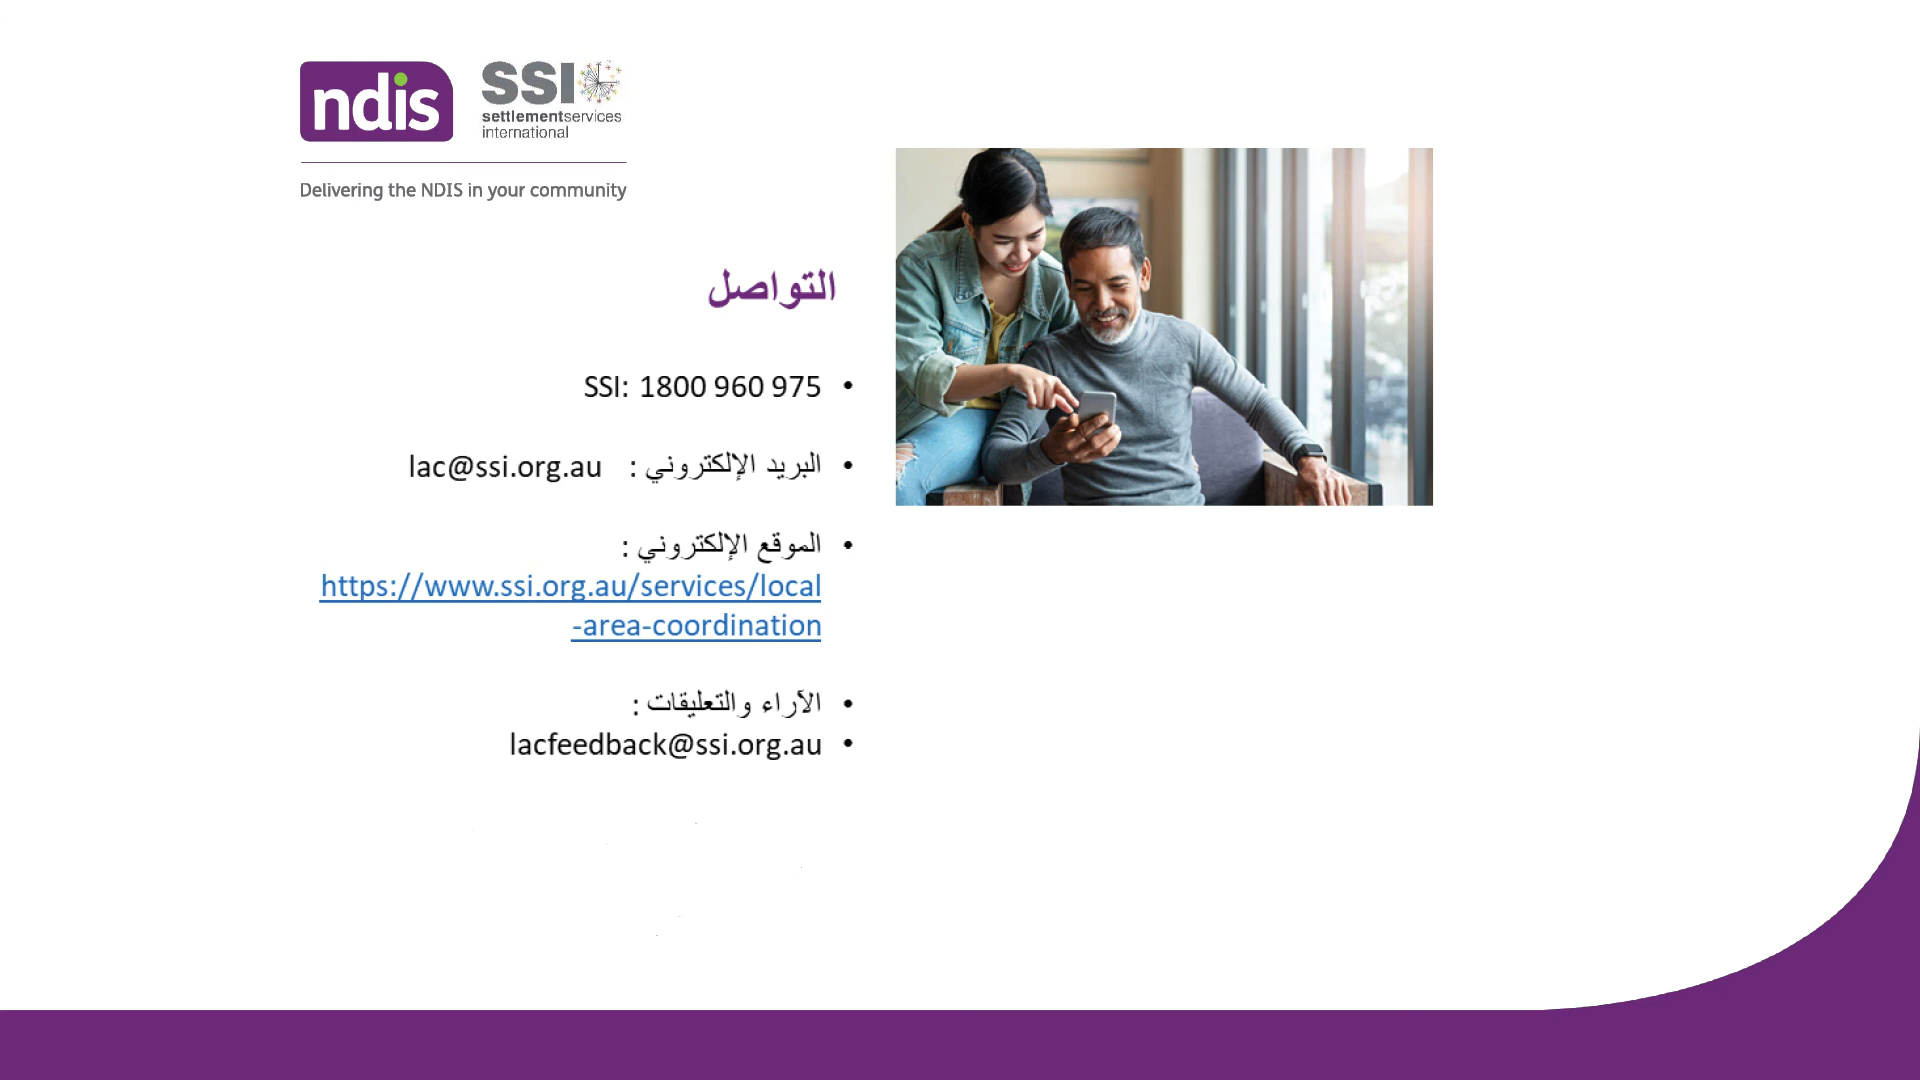 ndis
SSI
settlementservices
international
Delivering the NDIS in your community
التواصل
• SSI: 1800 960 975
• البريد الإلكتروني : lac@ssi.org.au
• الموقع الإلكتروني :
https://www.ssi.org.au/services/local
-area-coordination
• الآراء والتعليقات :
• lacfeedback@ssi.org.au